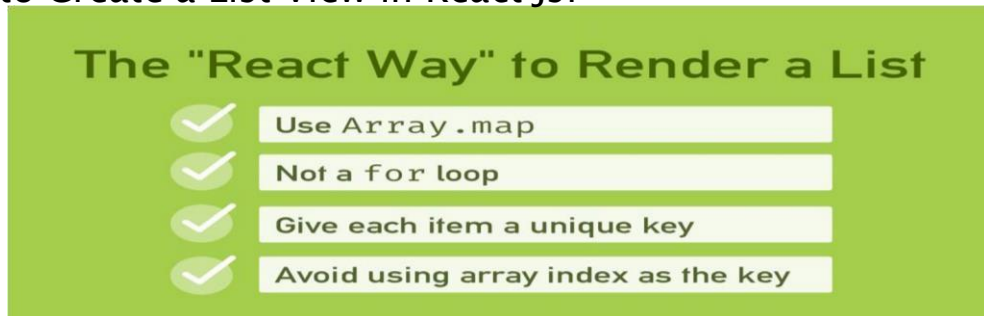 to Create a List View in React JS?
The "React Way" to Render a List
Use Array.map
Not a for loop
Give each item a unique key
Avoid using array index as the key